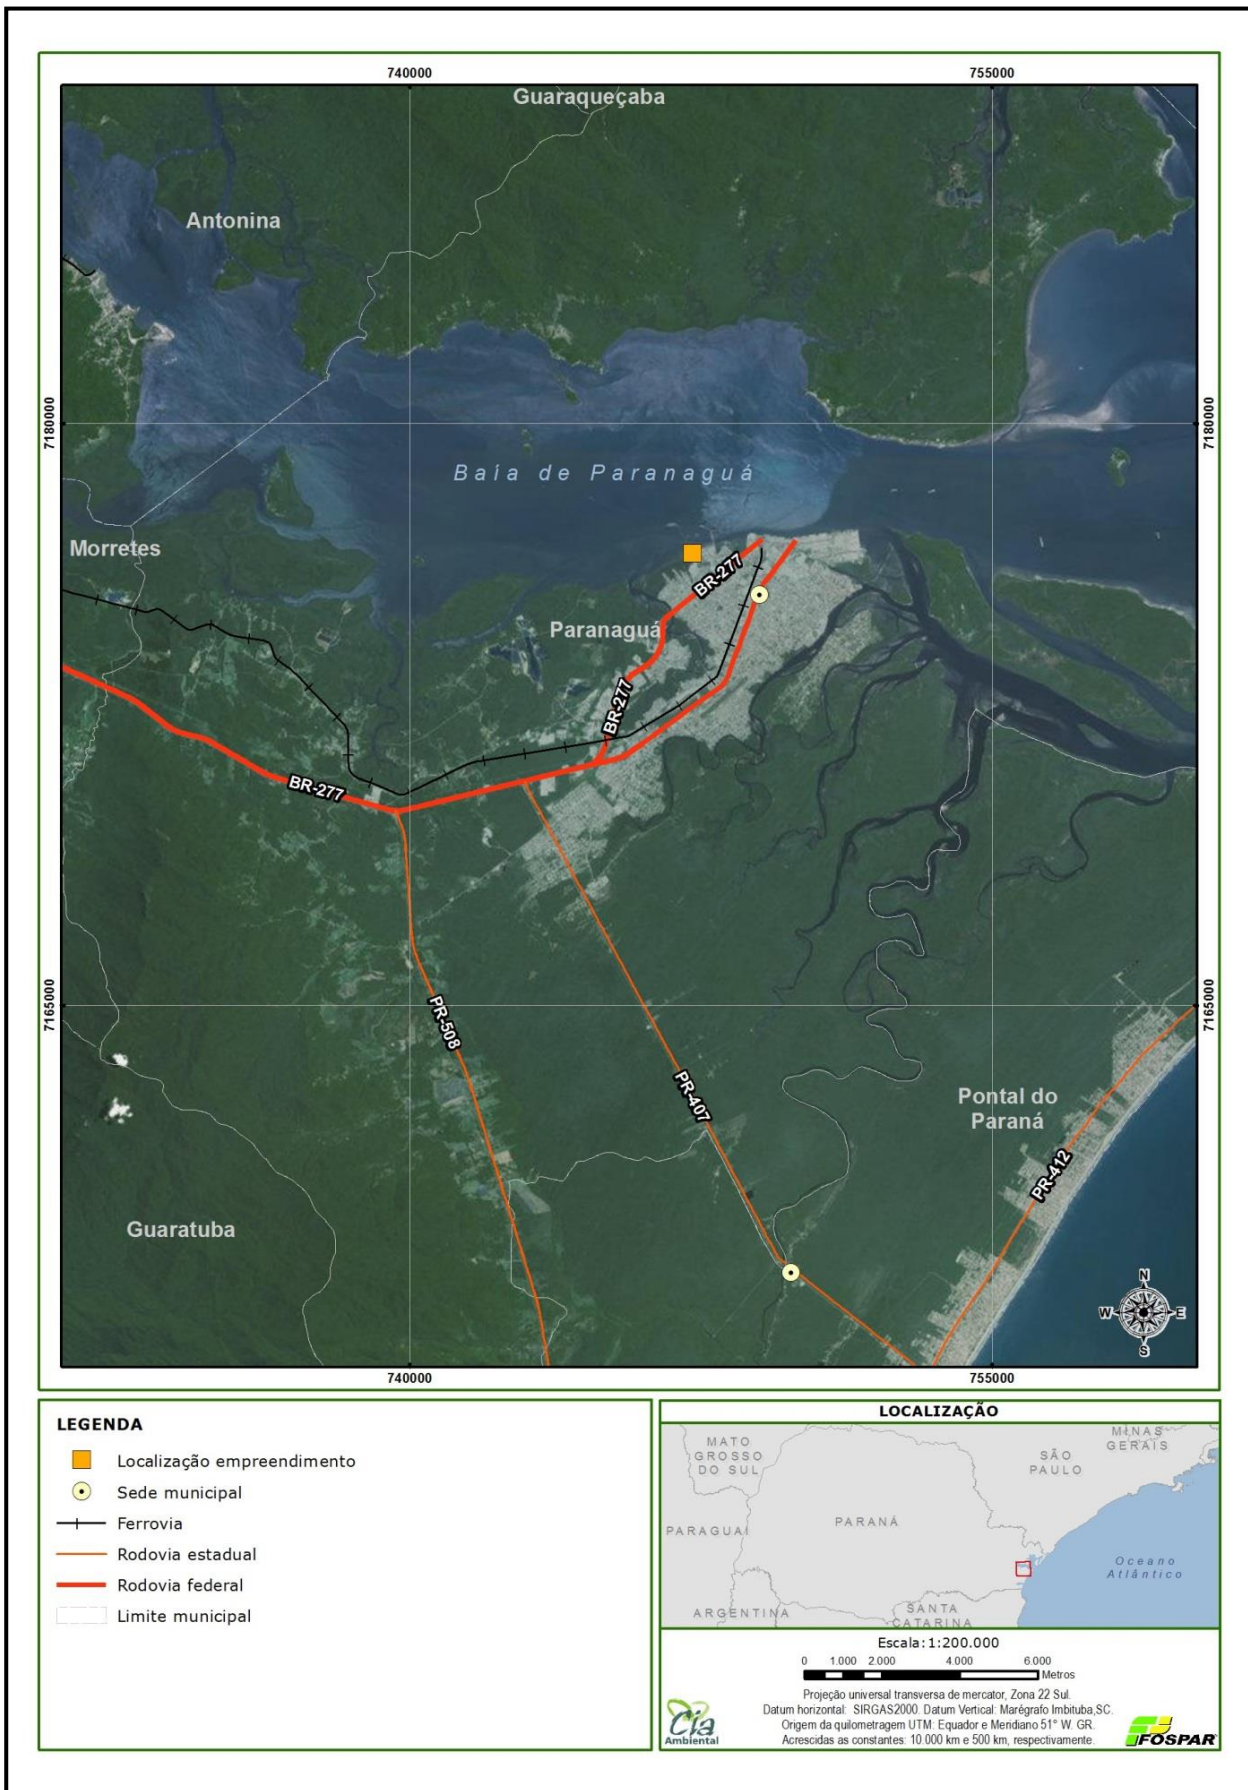 740000
755000
Guaraqueçaba
Antonina
7180000
7180000
Baía de Paranaguá
Morretes
BR-277
Paranaguá
BR-277
BR-277
7165000
7165000
PR-508
PR-407
Pontal do
Paraná
PR-412
Guaratuba
N
W
E
S
740000
755000
LEGENDA
Localização empreendimento
Sede municipal
Ferrovia
Rodovia estadual
Rodovia federal
Limite municipal
LOCALIZAÇÃO
MATO
GROSSO
DO SUL
MINAS
GERAIS
SÃO
PAULO
PARANÁ
PARAGUAI
Oceano
Atlântico
ARGENTINA
SANTA
CATARINA
Escala: 1:200.000
0 1.000 2.000 4.000 6.000
Metros
Projeção universal transversa de mercator, Zona 22 Sul.
Datum horizontal: SIRGAS2000. Datum Vertical: Marégrafo Imbituba,SC.
Origem da quilometragem UTM: Equador e Meridiano 51° W. GR.
Acrescidas as constantes: 10.000 km e 500 km, respectivamente.
Cia
Ambiental
FOSPAR